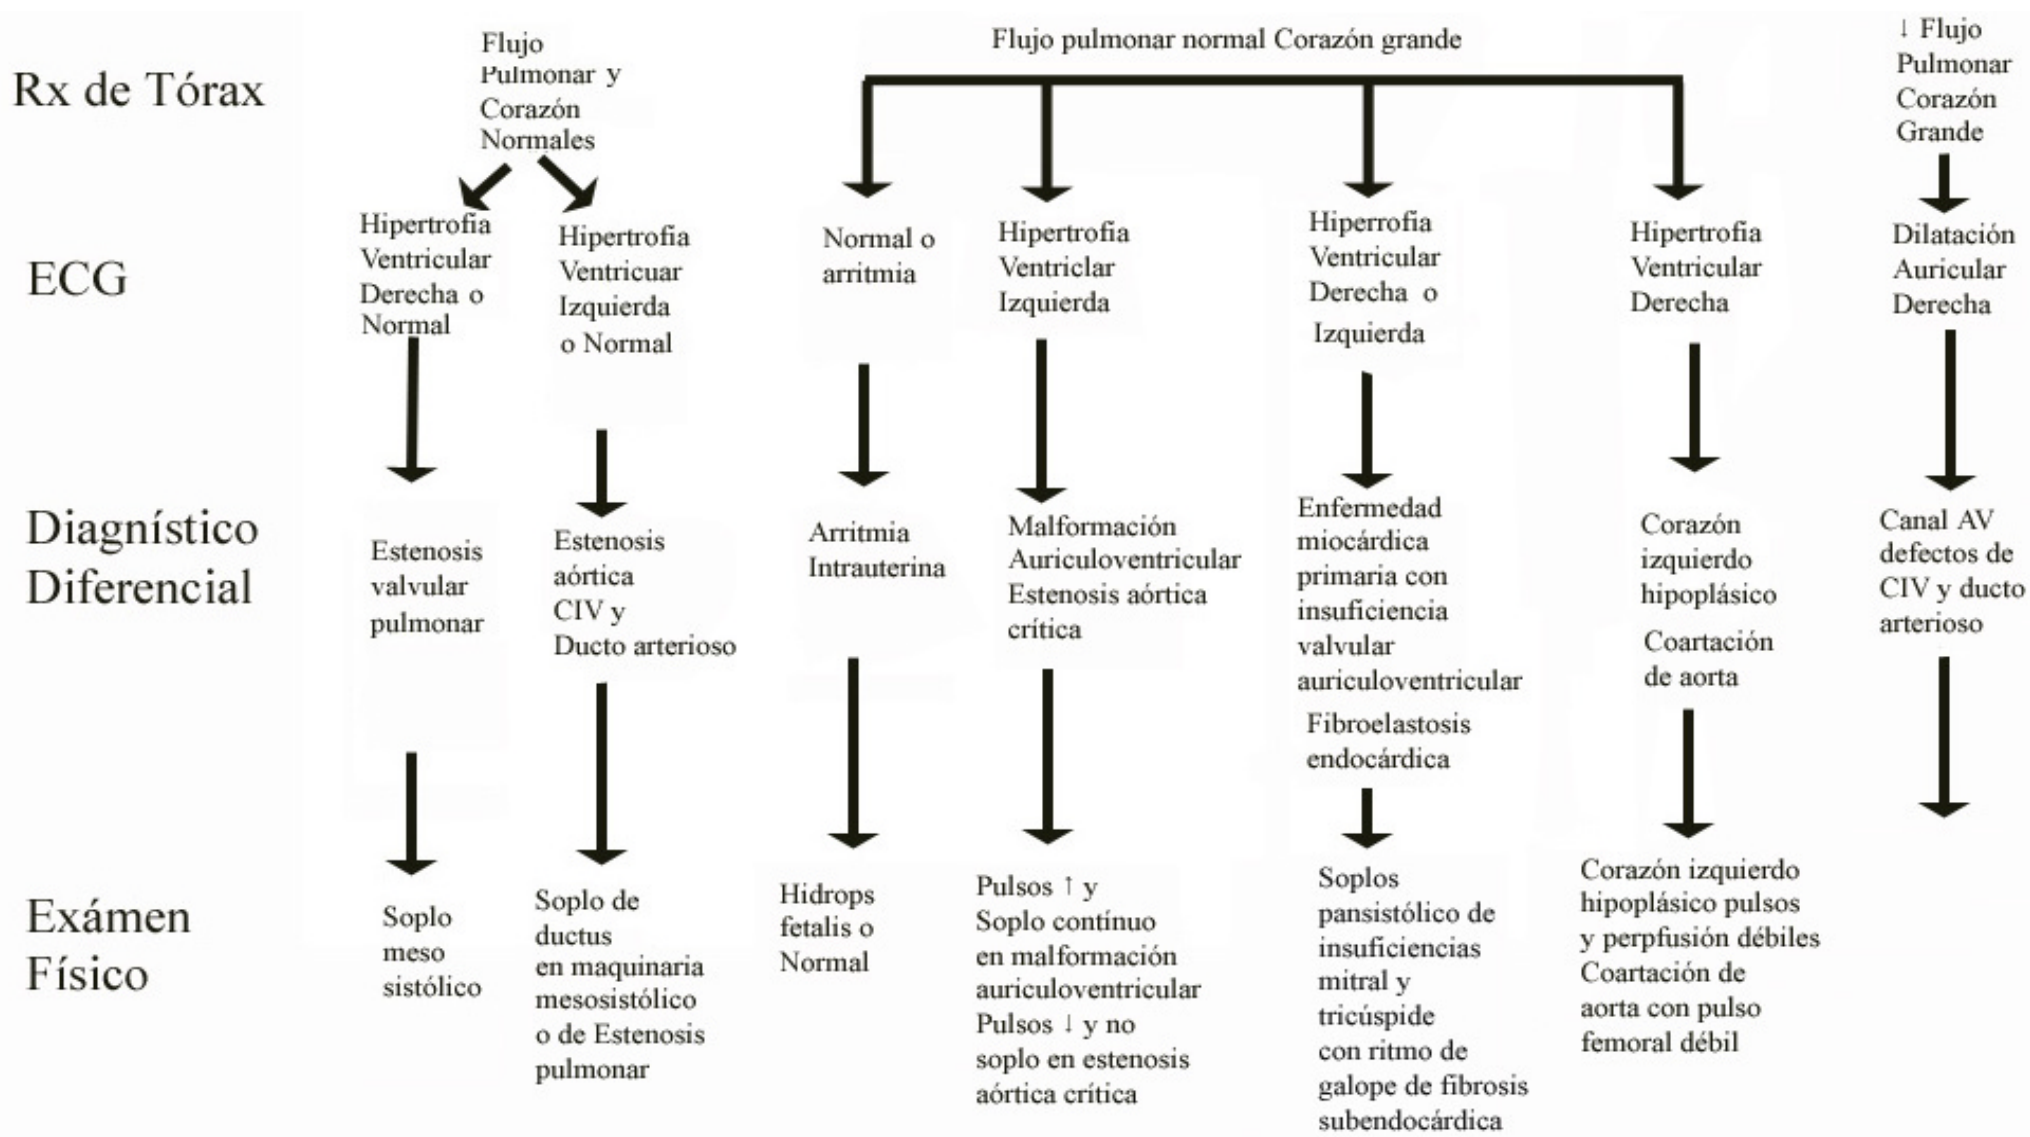 Rx de Tórax
Flujo
Pulmonar y
Corazón
Normales
Flujo pulmonar normal Corazón grande
↓ Flujo
Pulmonar
Corazón
Grande
ECG
Hipertrofia
Ventricular
Derecha o
Normal
Hipertrofia
Ventricuar
Izquierda
o Normal
Normal o
arritmia
Hipertrofia
Ventriclar
Izquierda
Hiperrofia
Ventricular
Derecha o
Izquierda
Hipertrofia
Ventricular
Derecha
Dilatación
Auricular
Derecha
Diagnístico
Diferencial
Estenosis
valvular
pulmonar
Estenosis
aórtica
CIV y
Ducto arterioso
Arritmia
Intrauterina
Malformación
Auriculoventricular
Estenosis aórtica
crítica
Enfermedad
miocárdica
primaria con
insuficiencia
valvular
auriculoventricular
Fibroelastosis
endocárdica
Corazón
izquierdo
hipoplásico
Coartación
de aorta
Canal AV
defectos de
CIV y ducto
arterioso
Exámen
Físico
Soplo
meso
sistólico
Soplo de
ductus
en maquinaria
mesosistólico
o de Estenosis
pulmonar
Hidrops
fetalis o
Normal
Pulsos ↑ y
Soplo contínuo
en malformación
auriculoventricular
Pulsos ↓ y no
soplo en estenosis
aórtica crítica
Soplos
pansistólico de
insuficiencias
mitral y
tricúspide
con ritmo de
galope de fibrosis
subendocárdica
Corazón izquierdo
hipoplásico pulsos
y perpfusión débiles
Coartación de
aorta con pulso
femoral débil